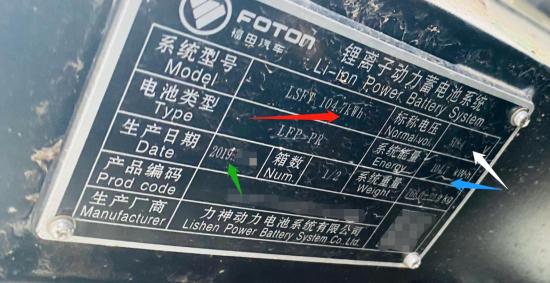 FOTON
福田汽车
锂离子动力蓄电池系统
Li-ion Power Battery System
系统型号
Model
LSFT 104.7kWh
标称电压
Normal.vol.
V
电池类型
Type
LFP-PR
系统能量
Energy
104.7 kW·h
生产日期
Date
2019
箱数
Num.
1/2
系统重量
Weight
kg
产品编码
Prod code
生产厂商
Manufacturer
力神动力电池系统有限公司
Lishen Power Battery System Co.,Ltd.